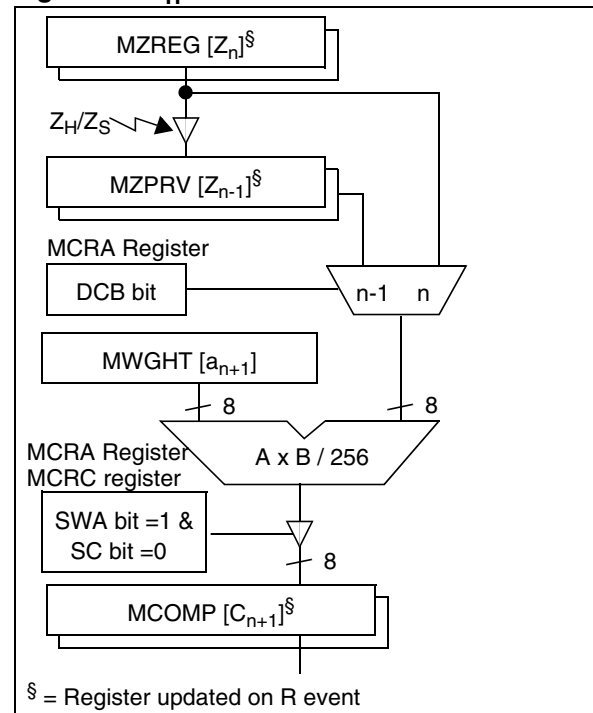 MZREG [Zn]§
ZH/ZS
MZPRV [Zn-1]§
MCRA Register
DCB bit
n-1 n
MWGHT [an+1]
8 8
MCRA Register
MCRC register
A x B / 256
SWA bit =1 &
SC bit =0
8
MCOMP [Cn+1]§
§ = Register updated on R event